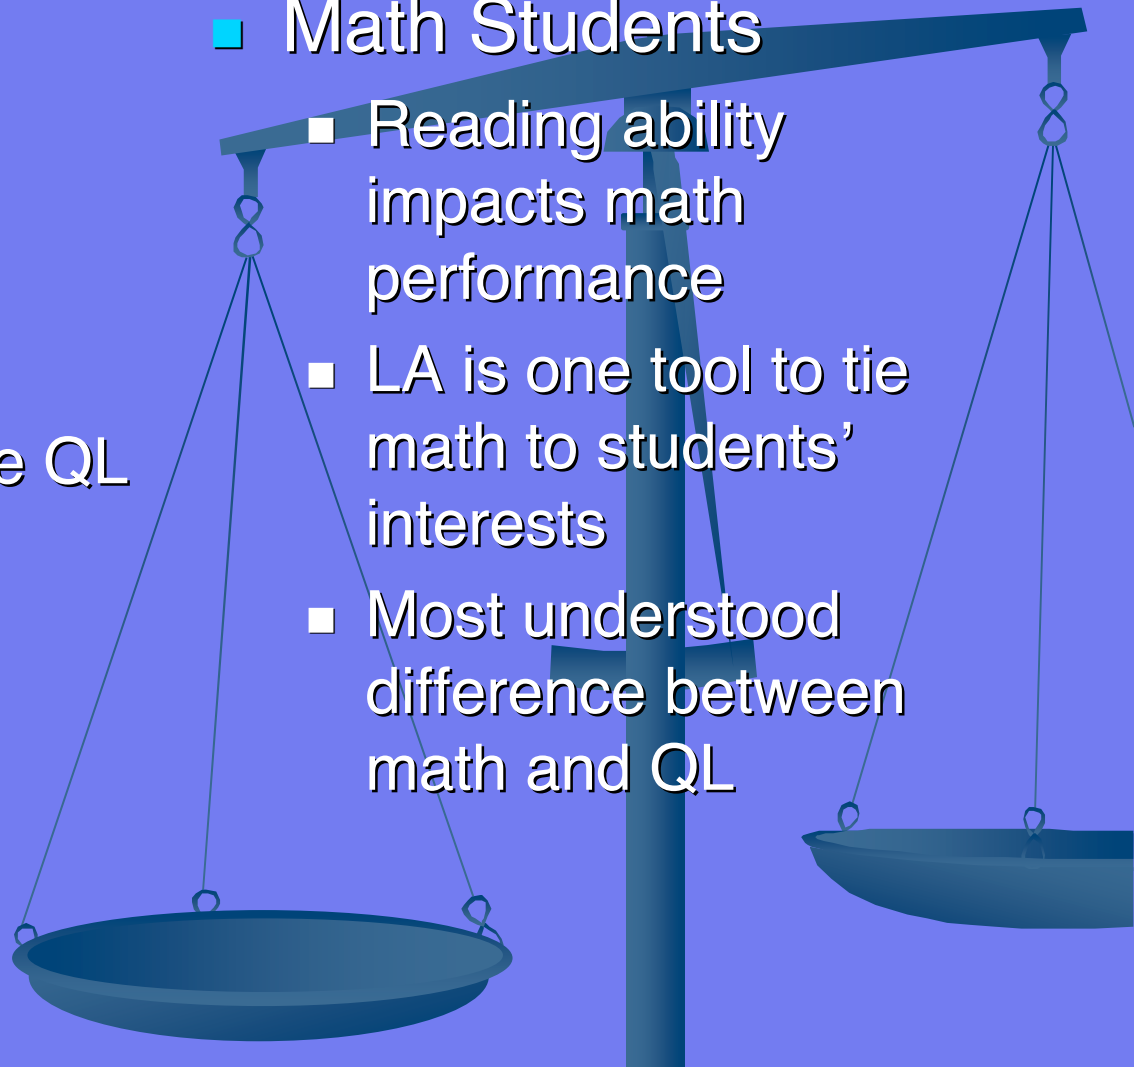 Math Students
Reading ability
impacts math
performance
LA is one tool to tie
math to students’
interests
e QL
Most understood
difference between
math and QL